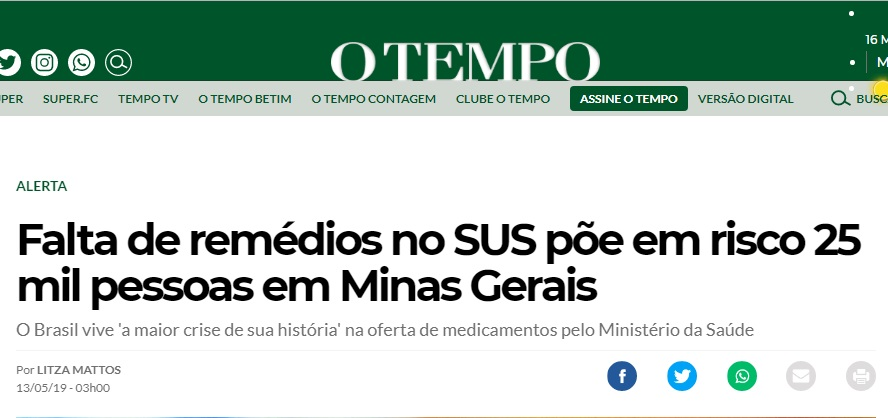 O TEMPO
16 M
M
PER SUPER.FC TEMPO TV O TEMPO BETIM O TEMPO CONTAGEM CLUBE O TEMPO ASSINE O TEMPO VERSÃO DIGITAL BUSC
ALERTA
Falta de remédios no SUS põe em risco 25
mil pessoas em Minas Gerais
O Brasil vive 'a maior crise de sua história' na oferta de medicamentos pelo Ministério da Saúde
Por LITZA MATTOS
13/05/19 - 03h00